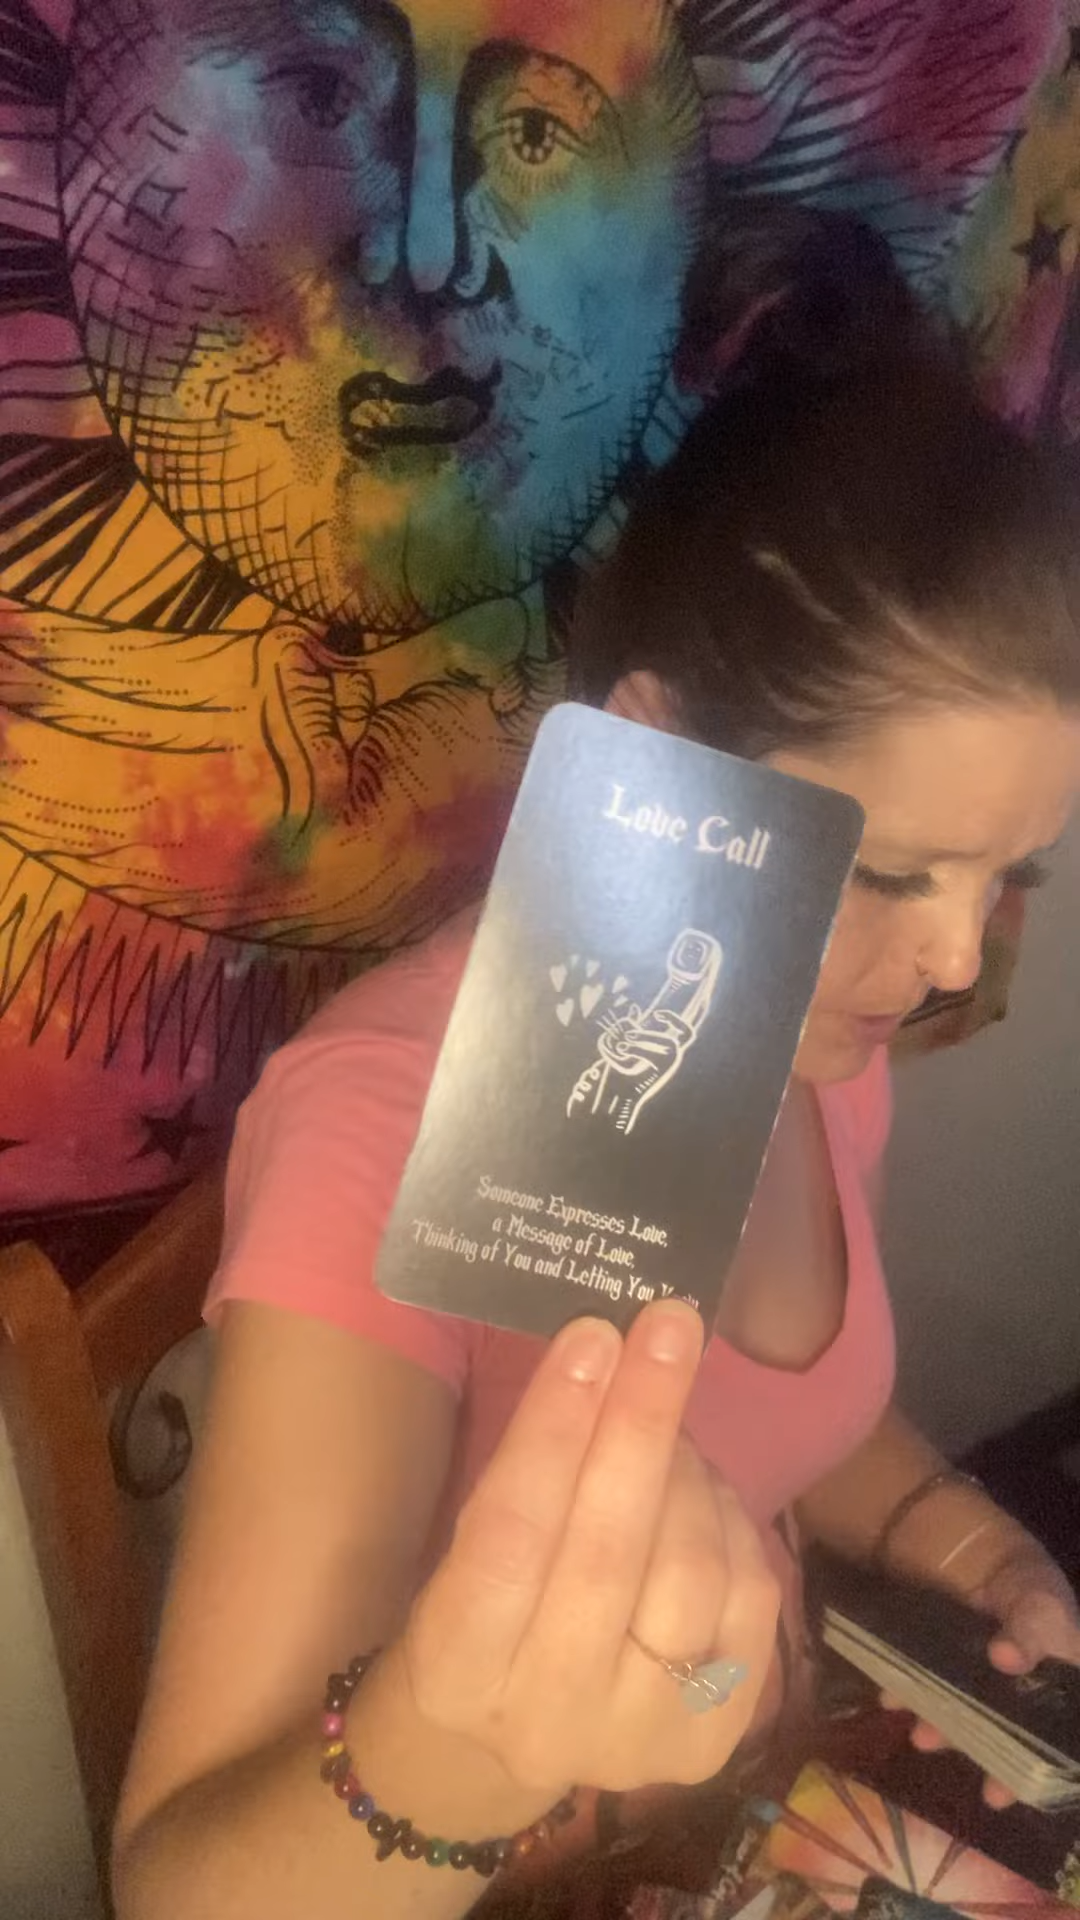 Love Call
Someone Expresses Love,
a Message of Love,
Thinking of You and Letting You